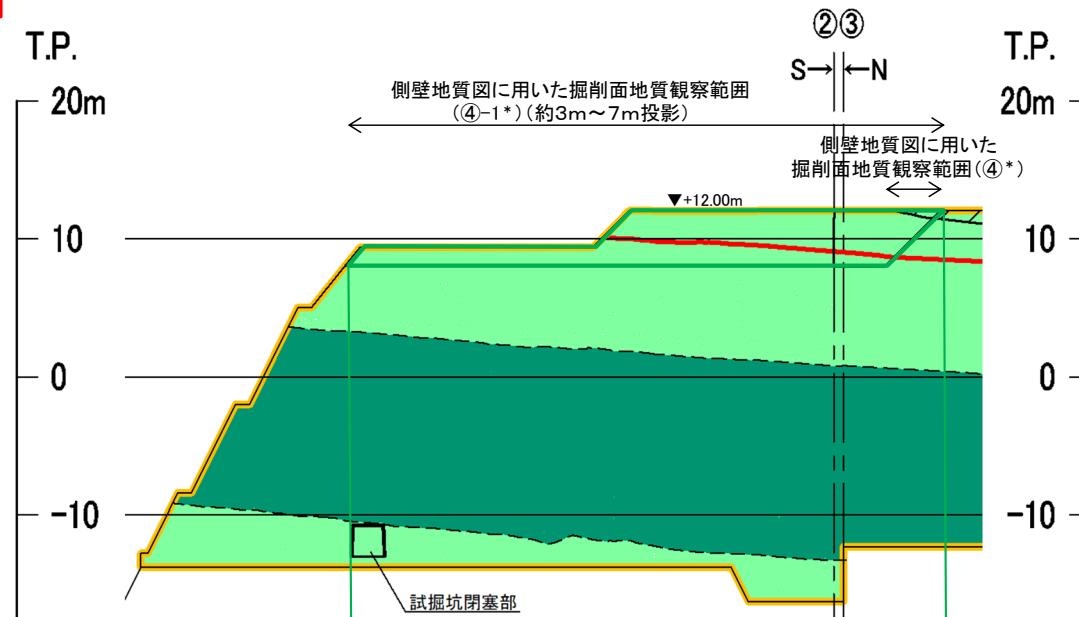 ②③
T.P.
T.P.
S→←N
20m
20m
側壁地質図に用いた掘削面地質観察範囲
(④-1*)(約3m~7m投影)
側壁地質図に用いた
掘削面地質観察範囲(④*)
▼+12.00m
10
10
0
0
-10
-10
試掘坑閉塞部